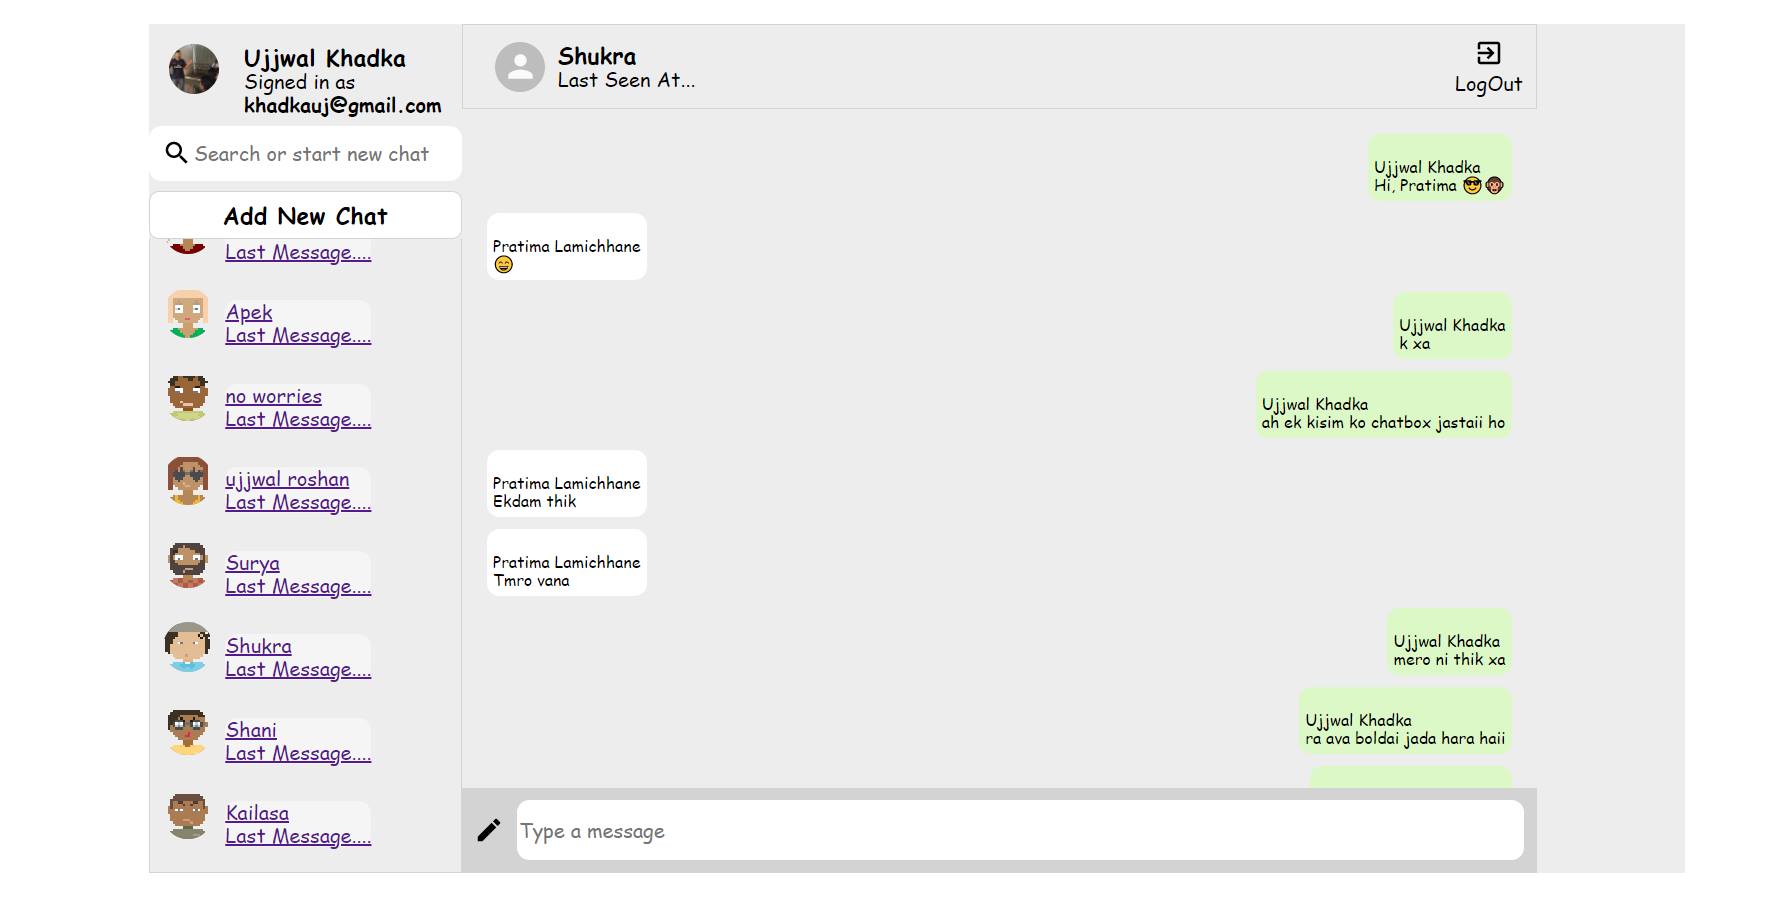 Ujjwal Khadka
Signed in as
khadkauj@gmail.com
Search or start new chat
Add New Chat
Last Message....
Apek
Last Message....
no worries
Last Message....
ujjwal roshan
Last Message....
Surya
Last Message....
Shukra
Last Message....
Shani
Last Message....
Kailasa
Last Message....
Shukra
Last Seen At...
LogOut
Ujjwal Khadka
Hi, Pratima 😎🐵
Pratima Lamichhane
😄
Ujjwal Khadka
k xa
Ujjwal Khadka
ah ek kisim ko chatbox jastaii ho
Pratima Lamichhane
Ekdam thik
Pratima Lamichhane
Tmro vana
Ujjwal Khadka
mero ni thik xa
Ujjwal Khadka
ra ava boldai jada hara haii
Type a message